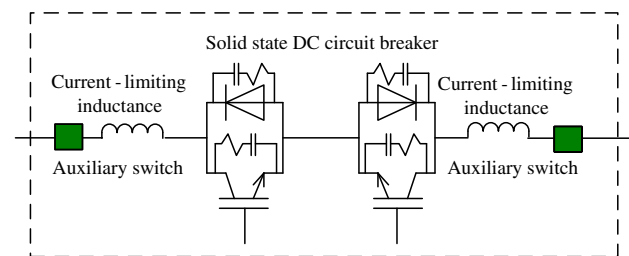 Solid state DC circuit breaker
Current - limiting
inductance
Current - limiting
inductance
Auxiliary switch
Auxiliary switch